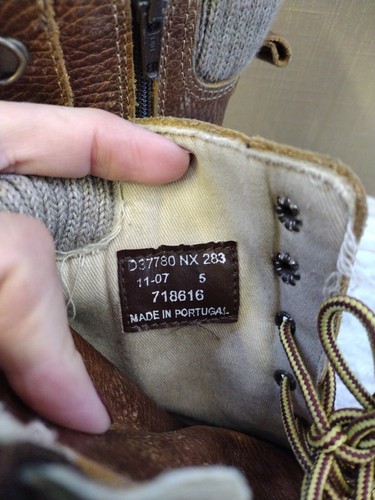 D37780 NX 283
11-07 5
718616
MADE IN PORTUGAL